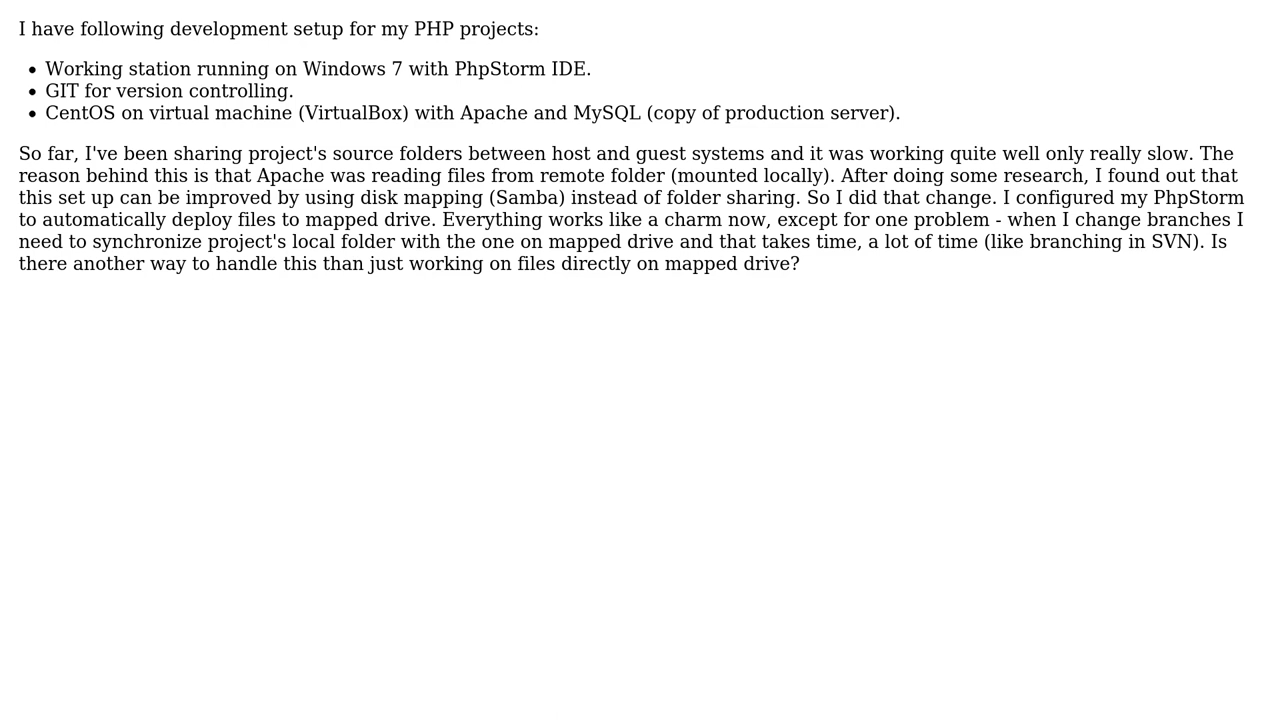 I have following development setup for my PHP projects:
• Working station running on Windows 7 with PhpStorm IDE.
• GIT for version controlling.
• CentOS on virtual machine (VirtualBox) with Apache and MySQL (copy of production server).
So far, I've been sharing project's source folders between host and guest systems and it was working quite well only really slow. The
reason behind this is that Apache was reading files from remote folder (mounted locally). After doing some research, I found out that
this set up can be improved by using disk mapping (Samba) instead of folder sharing. So I did that change. I configured my PhpStorm
to automatically deploy files to mapped drive. Everything works like a charm now, except for one problem - when I change branches I
need to synchronize project's local folder with the one on mapped drive and that takes time, a lot of time (like branching in SVN). Is
there another way to handle this than just working on files directly on mapped drive?